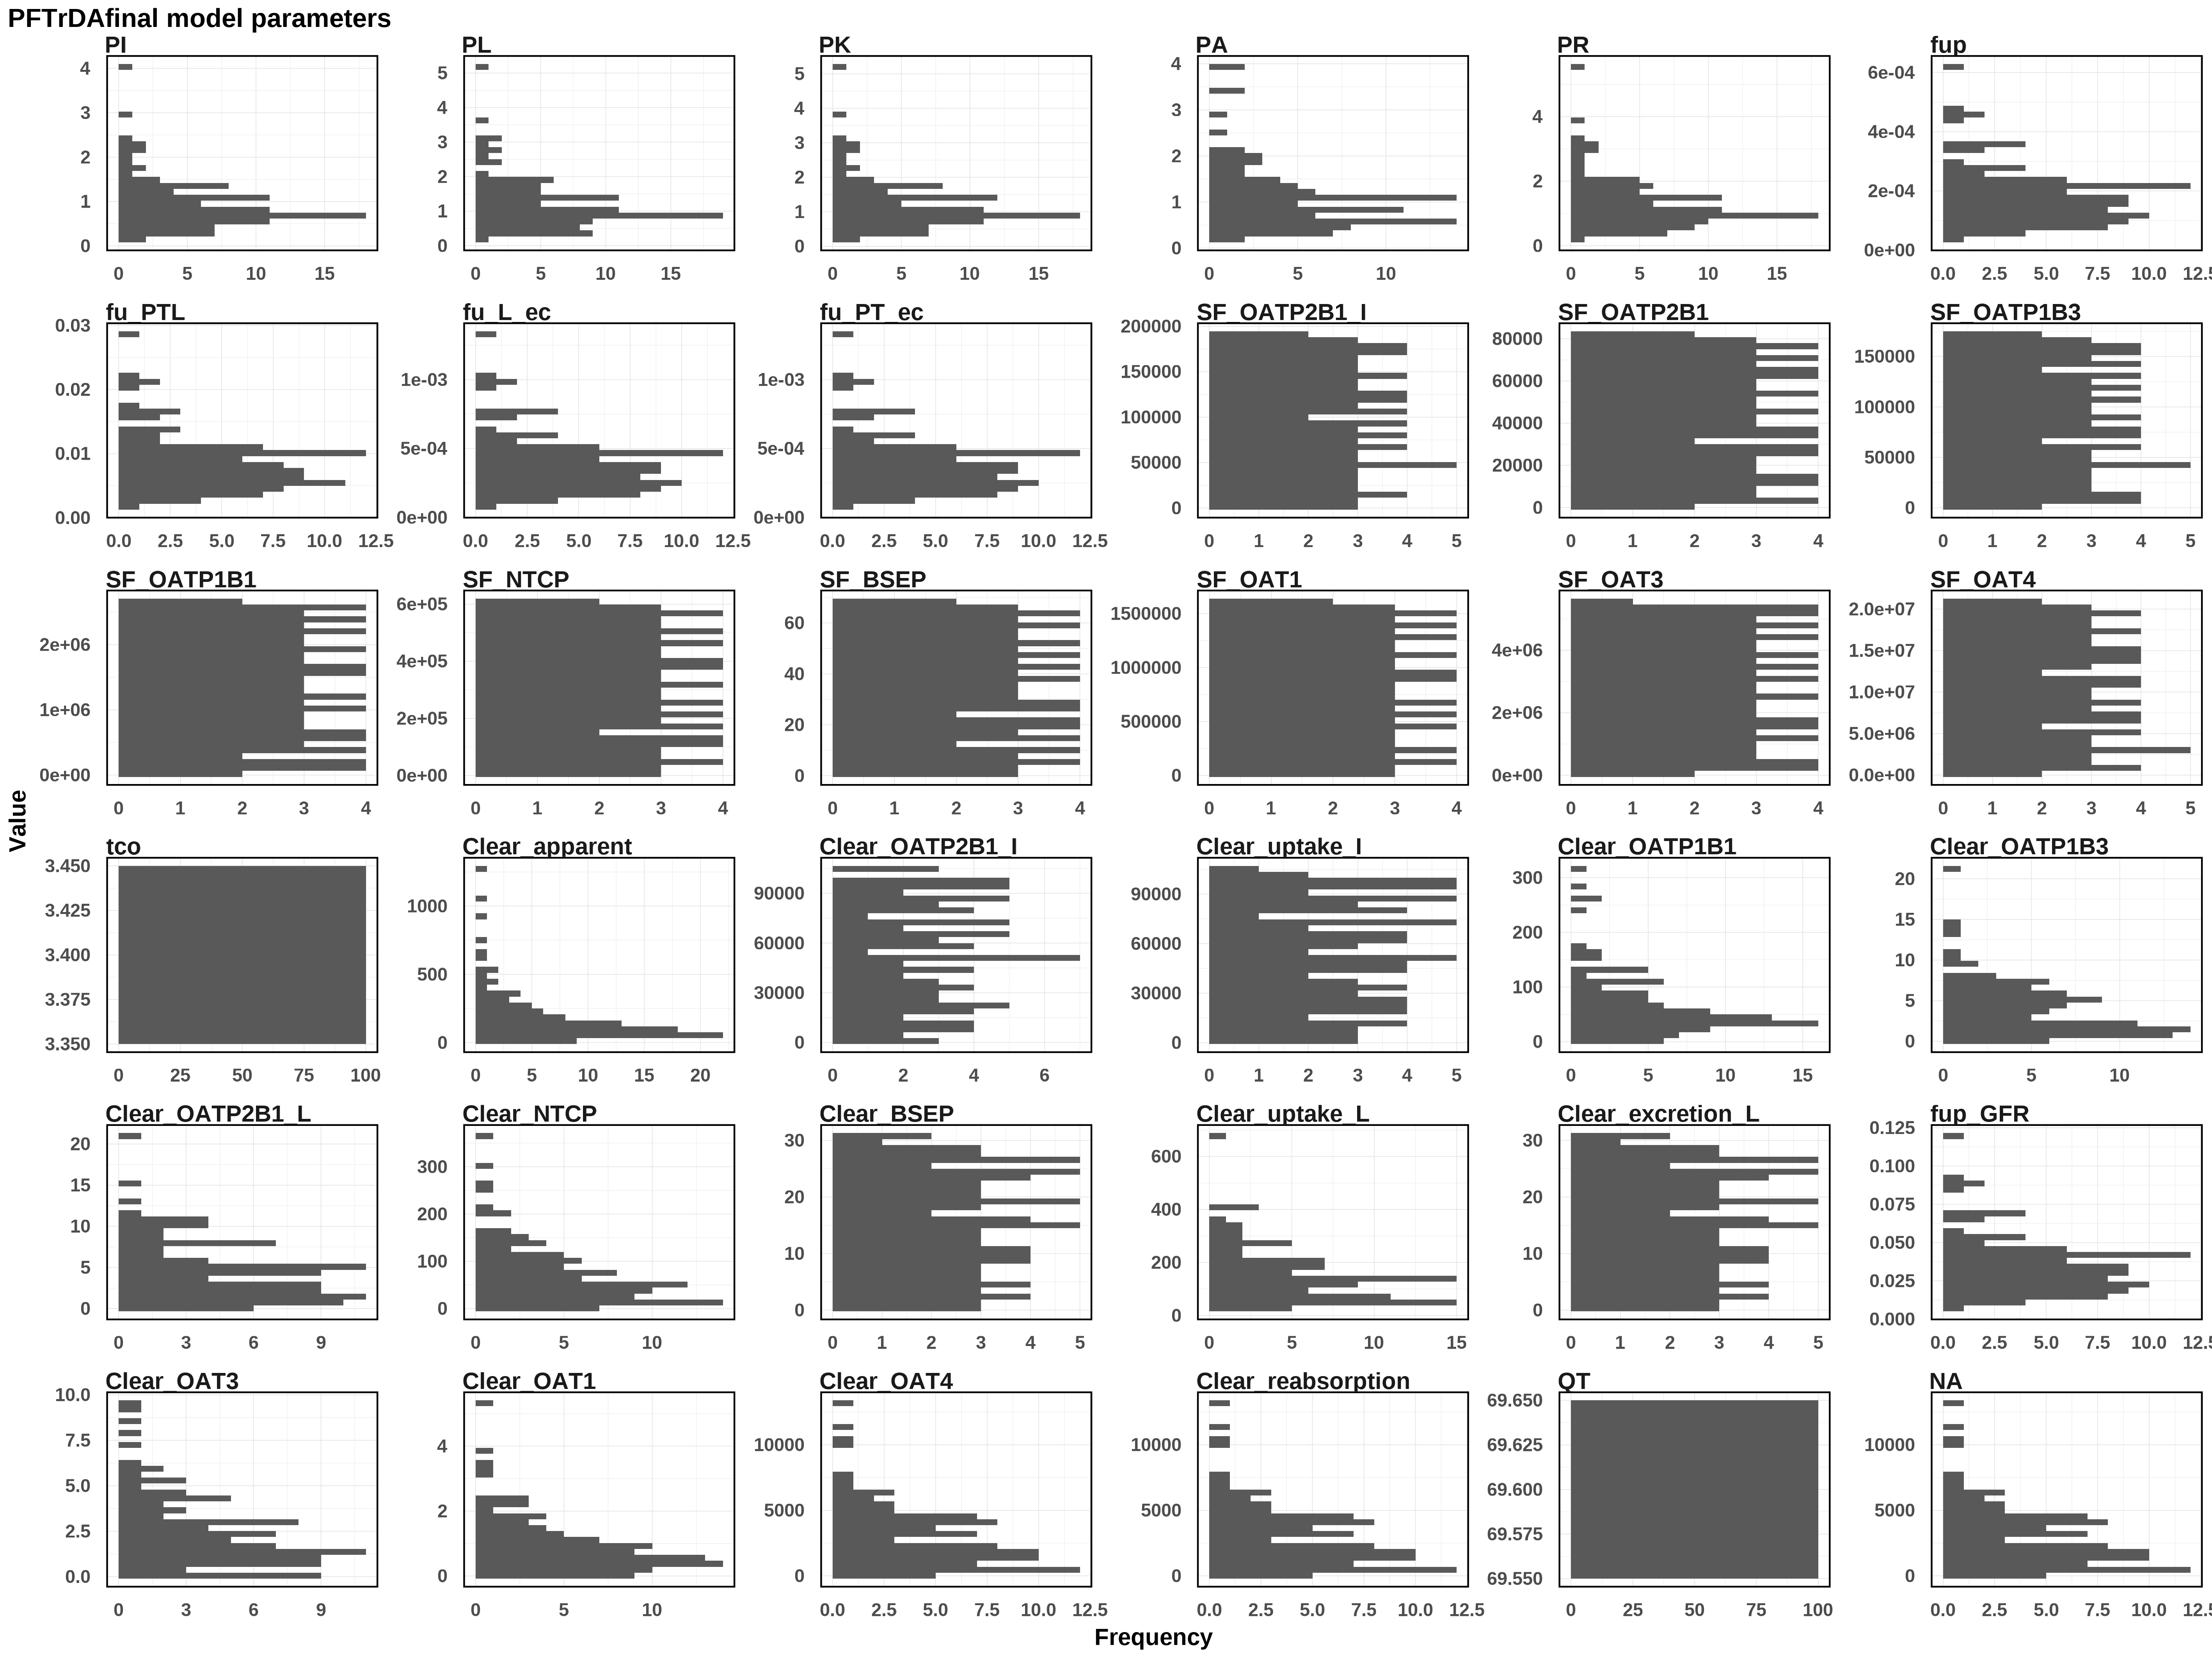 PFTrDAfinal model parameters
PI PL PK PA PR fup
4 3 2 1 0
5 4 3 2 1 0
5 4 3 2 1 0
4 3 2 1 0
4 2 0
6e-04 4e-04 2e-04 0e+00
0 5 10 15
0 5 10 15
0 5 10 15
0 5 10
0 5 10 15
0.0 2.5 5.0 7.5 10.0 12.5
fu_PTL fu_L_ec fu_PT_ec SF_OATP2B1_I SF_OATP2B1 SF_OATP1B3
0.03 0.02 0.01 0.00
1e-03 5e-04 0e+00
1e-03 5e-04 0e+00
200000 150000 100000 50000 0
80000 60000 40000 20000 0
150000 100000 50000 0
0.0 2.5 5.0 7.5 10.0 12.5
0.0 2.5 5.0 7.5 10.0 12.5
0.0 2.5 5.0 7.5 10.0 12.5
0 1 2 3 4 5
0 1 2 3 4
0 1 2 3 4 5
SF_OATP1B1 SF_NTCP SF_BSEP SF_OAT1 SF_OAT3 SF_OAT4
2e+06 1e+06 0e+00
6e+05 4e+05 2e+05 0e+00
60 40 20 0
1500000 1000000 500000 0
4e+06 2e+06 0e+00
2.0e+07 1.5e+07 1.0e+07 5.0e+06 0.0e+00
0 1 2 3 4
0 1 2 3 4
0 1 2 3 4
0 1 2 3 4
0 1 2 3 4
0 1 2 3 4 5
Value
tco Clear_apparent Clear_OATP2B1_I Clear_uptake_I Clear_OATP1B1 Clear_OATP1B3
3.450 3.425 3.400 3.375 3.350
1000 500 0
90000 60000 30000 0
90000 60000 30000 0
300 200 100 0
20 15 10 5 0
0 25 50 75 100
0 5 10 15 20
0 2 4 6
0 1 2 3 4 5
0 5 10 15
0 5 10
Clear_OATP2B1_L Clear_NTCP Clear_BSEP Clear_uptake_L Clear_excretion_L fup_GFR
20 15 10 5 0
300 200 100 0
30 20 10 0
600 400 200 0
30 20 10 0
0.125 0.100 0.075 0.050 0.025 0.000
0 3 6 9
0 5 10
0 1 2 3 4 5
0 5 10 15
0 1 2 3 4 5
0.0 2.5 5.0 7.5 10.0 12.5
Clear_OAT3 Clear_OAT1 Clear_OAT4 Clear_reabsorption QT NA
10.0 7.5 5.0 2.5 0.0
4 2 0
10000 5000 0
10000 5000 0
69.650 69.625 69.600 69.575 69.550
10000 5000 0
0 3 6 9
0 5 10
0.0 2.5 5.0 7.5 10.0 12.5
0.0 2.5 5.0 7.5 10.0 12.5
0 25 50 75 100
0.0 2.5 5.0 7.5 10.0 12.5
Frequency